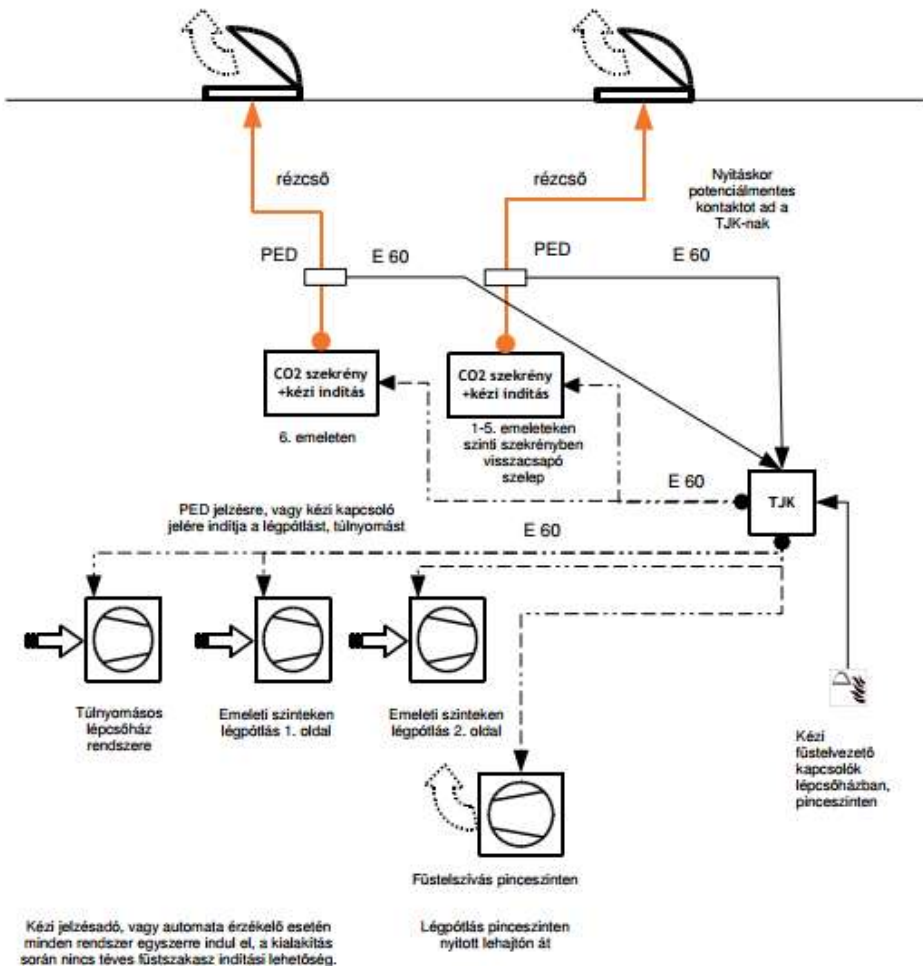 rézcső
rézcső
Nyitáskor
potenciálmentes
kontaktot ad a
TJK-nak
PED
E 60
PED
E 60
CO2 szekrény
+kézi indítás
CO2 szekrény
+kézi indítás
6. emeleten
1-5. emeleteken
szinti szekrényben
visszacsapó
szelep
E 60
TJK
PED jelzésre, vagy kézi kapcsoló
jelére indítja a légpótlást, túlnyomást
E 60
Túlnyomásos
lépcsőház
rendszere
Emeleti szinteken
légpótlás 1. oldal
Emeleti szinteken
légpótlás 2. oldal
Kézi
füstelvezető
kapcsolók
lépcsőházban,
pinceszinten
Füstelszívás pinceszinten
Kézi jelzésadó, vagy automata érzékelő esetén
minden rendszer egyszerre indul el, a kialakítás
során nincs téves füstszakasz indítási lehetőség.
Légpótlás pinceszinten
nyitott lehajtón át